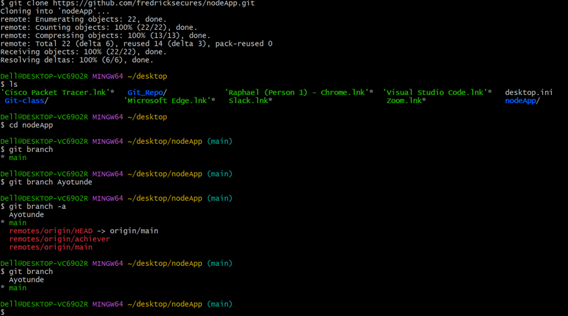 $ git clone https://github.com/fredricksecures/nodeApp.git
Cloning into 'nodeApp'...
remote: Enumerating objects: 22, done.
remote: Counting objects: 100% (22/22), done.
remote: Compressing objects: 100% (13/13), done.
remote: Total 22 (delta 6), reused 14 (delta 3), pack-reused 0
Receiving objects: 100% (22/22), done.
Resolving deltas: 100% (6/6), done.
Dell@DESKTOP-VC69O2R MINGW64 ~/desktop
$ ls
'Cisco Packet Tracer.lnk'* Git_Repo/ 'Raphael (Person 1) - Chrome.lnk'* 'Visual Studio Code.lnk'* desktop.ini
Git-class/ 'Microsoft Edge.lnk'* Slack.lnk* Zoom.lnk* nodeApp/
Dell@DESKTOP-VC69O2R MINGW64 ~/desktop
$ cd nodeApp
Dell@DESKTOP-VC69O2R MINGW64 ~/desktop/nodeApp (main)
$ git branch
* main
Dell@DESKTOP-VC69O2R MINGW64 ~/desktop/nodeApp (main)
$ git branch Ayotunde
Dell@DESKTOP-VC69O2R MINGW64 ~/desktop/nodeApp (main)
$ git branch -a
Ayotunde
* main
remotes/origin/HEAD -> origin/main
remotes/origin/achiever
remotes/origin/main
Dell@DESKTOP-VC69O2R MINGW64 ~/desktop/nodeApp (main)
$ git branch
Ayotunde
* main
Dell@DESKTOP-VC69O2R MINGW64 ~/desktop/nodeApp (main)
$